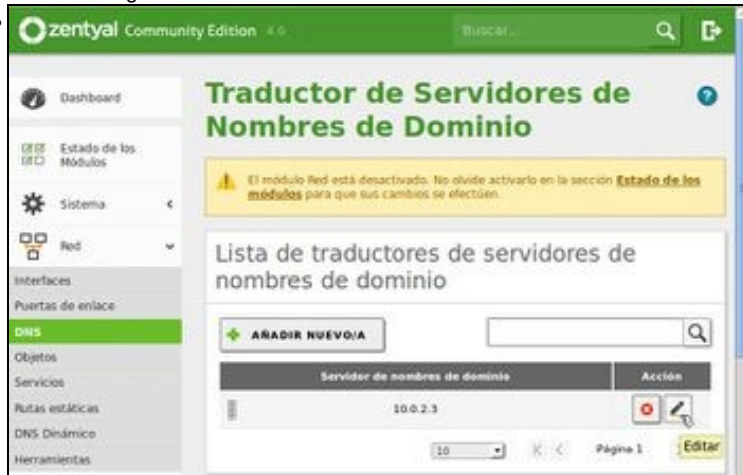 zentyal Community Edition 4.0
Buscar...
Dashboard
Estado de los Módulos
Sistema
Red
Interfaces
Puertas de enlace
DNS
Objetos
Servicios
Rutas estáticas
DNS Dinámico
Herramientas
Traductor de Servidores de
Nombres de Dominio
El módulo Red está desactivado. No olvide activarlo en la sección Estado de los
módulos para que sus cambios se efectúen.
Lista de traductores de servidores de
nombres de dominio
AÑADIR NUEVO/A
Servidor de nombres de dominio
Acción
10.0.2.3
10
Página 1
Editar